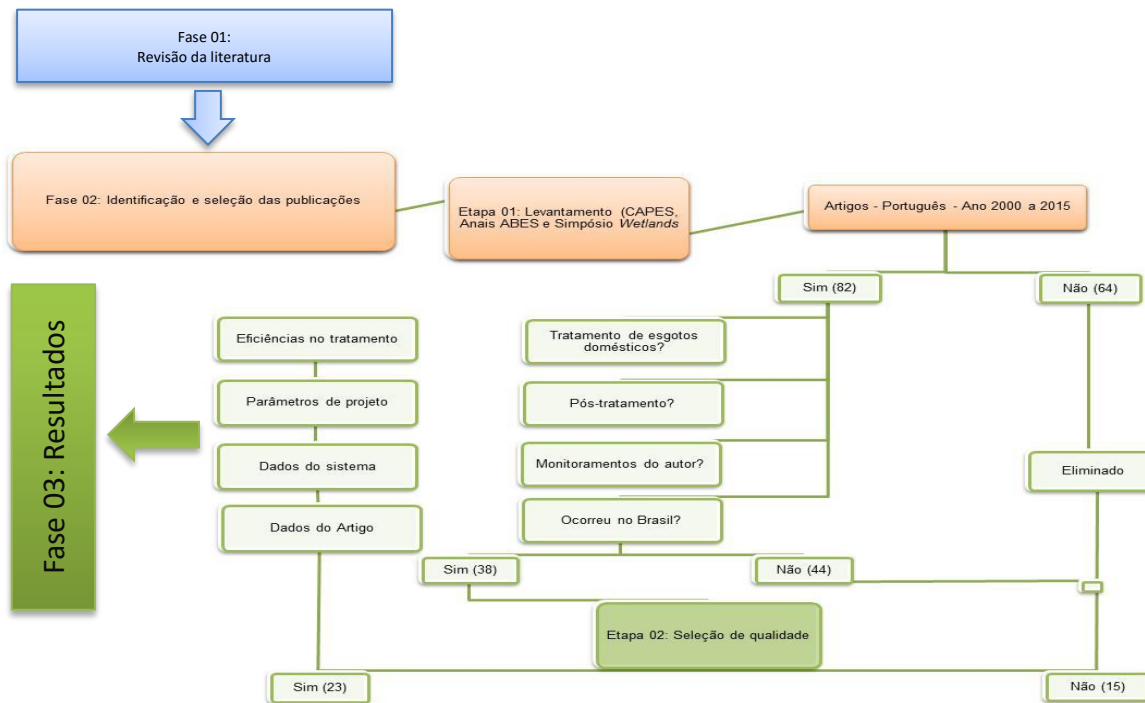 Fase 01:
Revisão da literatura
Fase 02: Identificação e seleção das publicações
Etapa 01: Levantamento (CAPES,
Anais ABES e Simpósio Wetlands
Artigos - Português - Ano 2000 a 2015
Sim (82)
Não (64)
Tratamento de esgotos
domésticos?
Pós-tratamento?
Monitoramentos do autor?
Ocorreu no Brasil?
Eliminado
Sim (38)
Não (44)
Etapa 02: Seleção de qualidade
Sim (23)
Não (15)
Eficiências no tratamento
Parâmetros de projeto
Dados do sistema
Dados do Artigo
Fase 03: Resultados